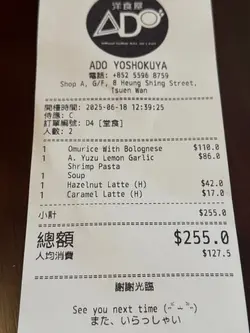 洋食屋
ADO
ADO YOSHOKUYA
電話: +852 5596 8759
Shop A, G/F, 8 Heung Shing Street,
Tsuen Wan
開檯時間: 2025-06-18 12:39:25
侍應: C
訂單編號: D4 [堂食]
人數: 2
1 Omurice With Bolognese $110.0
1 A. Yuzu Lemon Garlic $86.0
Shrimp Pasta
1 Soup
1 Hazelnut Latte (H) $42.0
1 Caramel Latte (H) $17.0
小計 $255.0
總額 $255.0
人均消費 $127.5
謝謝光臨
See you next time
また、いらっしゃい